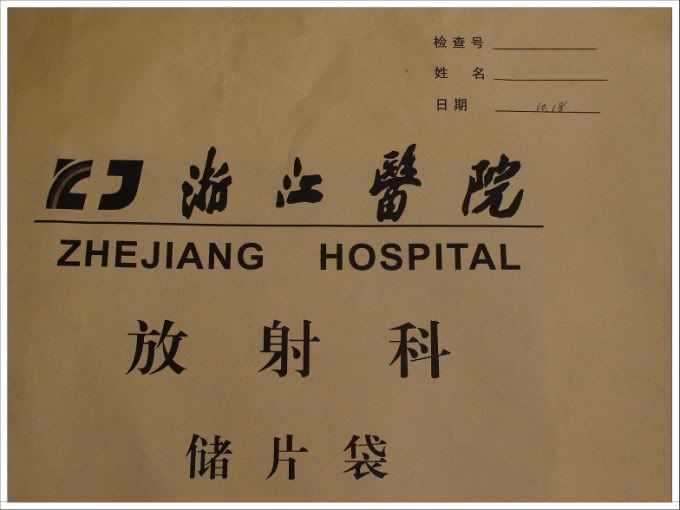 检查号
姓 名
日期 10.18
浙江醫院
ZHEJIANG HOSPITAL
放射科
储片袋